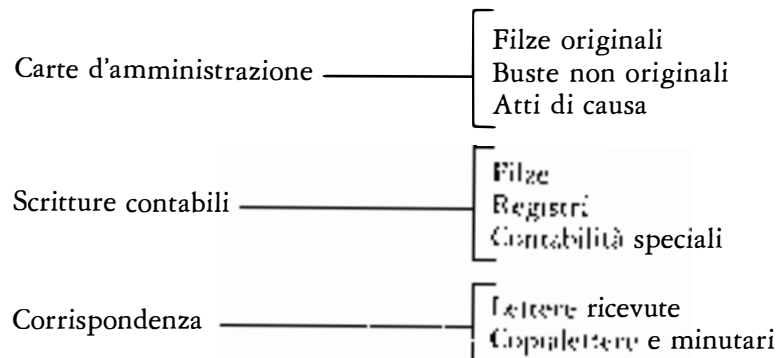 Carte d'amministrazione
Filze originali
Buste non originali
Atti di causa
Scritture contabili
Filze
Registri
Contabilità speciali
Corrispondenza
Lettere ricevute
Copialettere e minutari